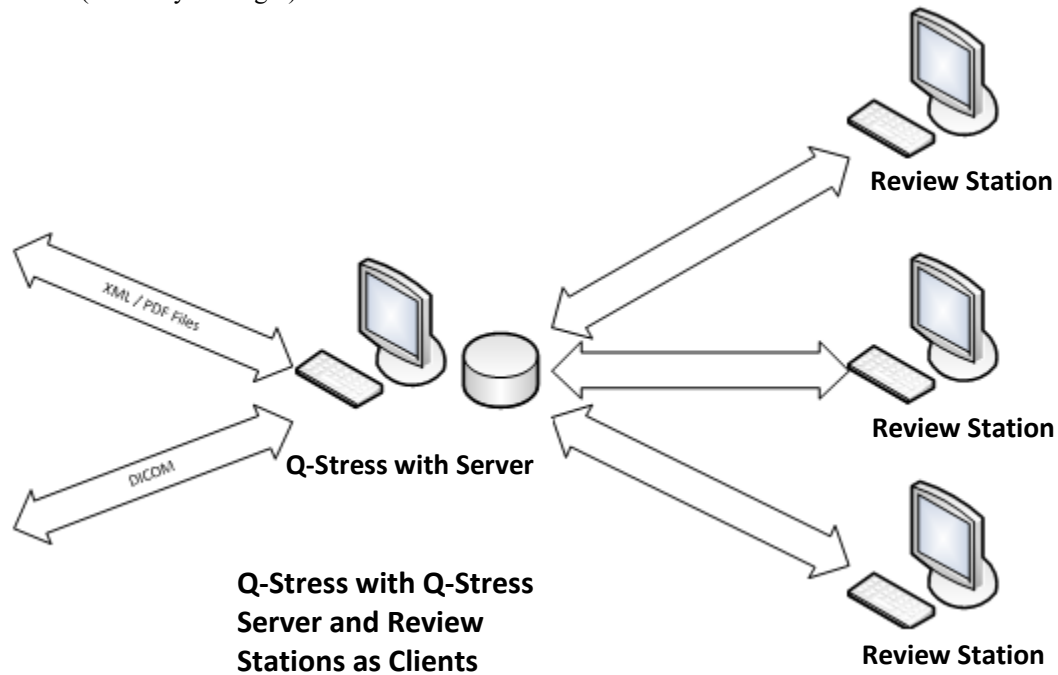 Review Station
XML / PDF Files
Review Station
Q-Stress with Server
DICOM
Q-Stress with Q-Stress
Server and Review
Stations as Clients
Review Station